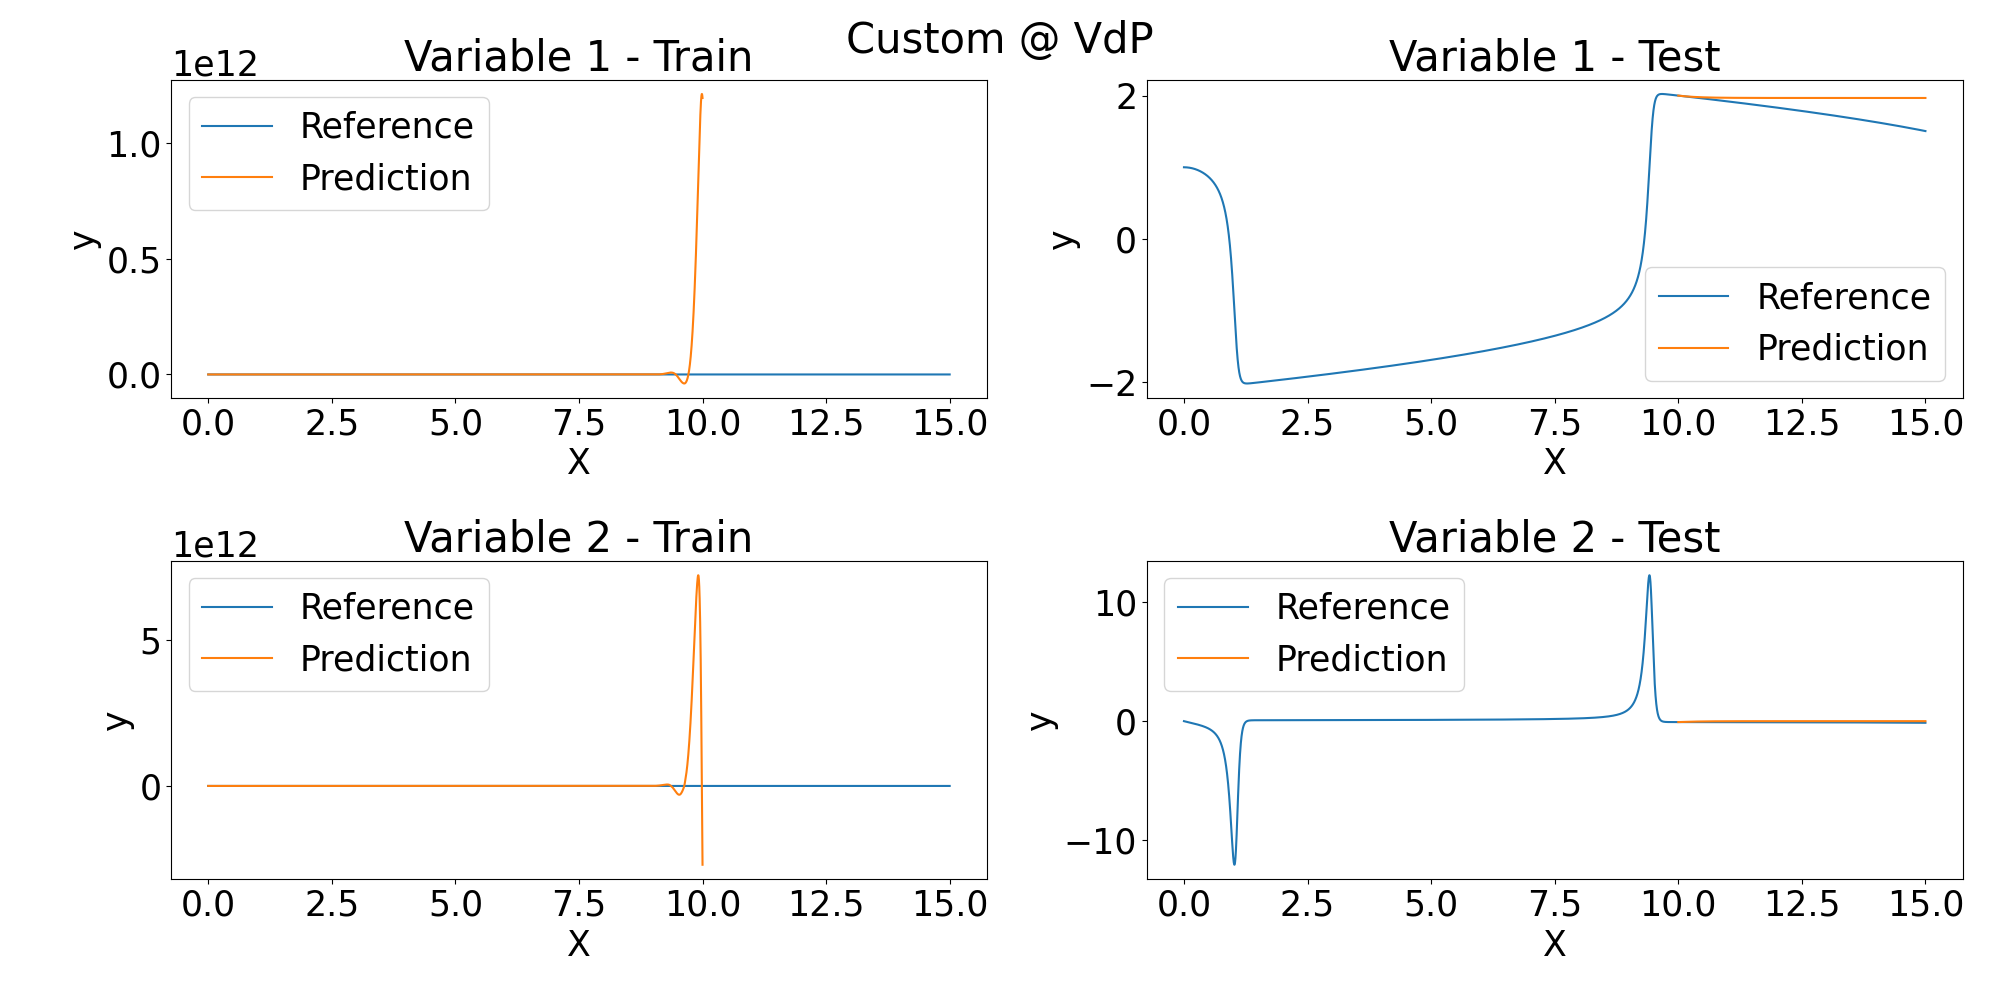 Custom @ VdP
Variable 1 - Train
1e12
1.0
0.5
0.0
y
Reference
Prediction
0.0 2.5 5.0 7.5 10.0 12.5 15.0
X
Variable 1 - Test
2
0
−2
y
Reference
Prediction
0.0 2.5 5.0 7.5 10.0 12.5 15.0
X
Variable 2 - Train
1e12
5
0
y
Reference
Prediction
0.0 2.5 5.0 7.5 10.0 12.5 15.0
X
Variable 2 - Test
10
0
−10
y
Reference
Prediction
0.0 2.5 5.0 7.5 10.0 12.5 15.0
X